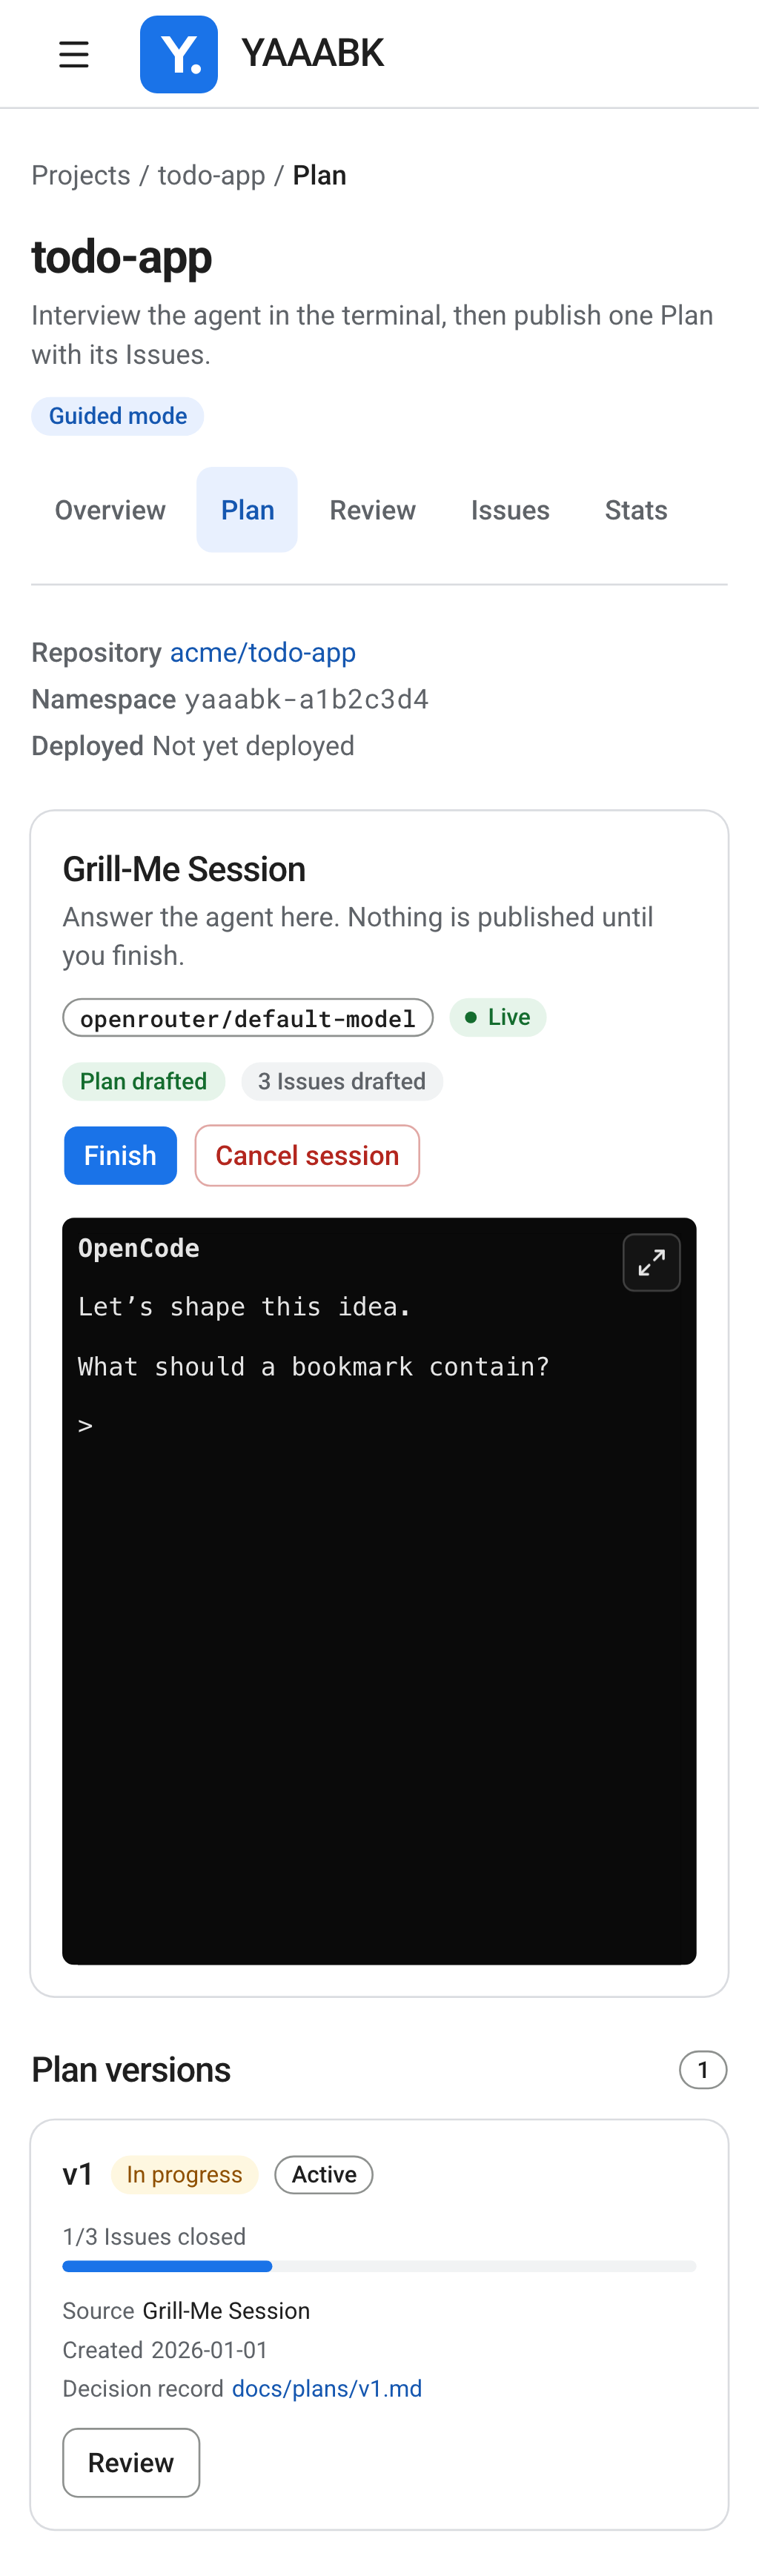 Y.
YAAABK
Projects / todo-app / Plan
todo-app
Interview the agent in the terminal, then publish one Plan
with its Issues.
Guided mode
Overview Plan Review Issues Stats
Repository acme/todo-app
Namespace yaaabk-a1b2c3d4
Deployed Not yet deployed
Grill-Me Session
Answer the agent here. Nothing is published until
you finish.
openrouter/default-model Live
Plan drafted 3 Issues drafted
Finish Cancel session
OpenCode
Let’s shape this idea.
What should a bookmark contain?
>
Plan versions 1
v1 In progress Active
1/3 Issues closed
Source Grill-Me Session
Created 2026-01-01
Decision record docs/plans/v1.md
Review